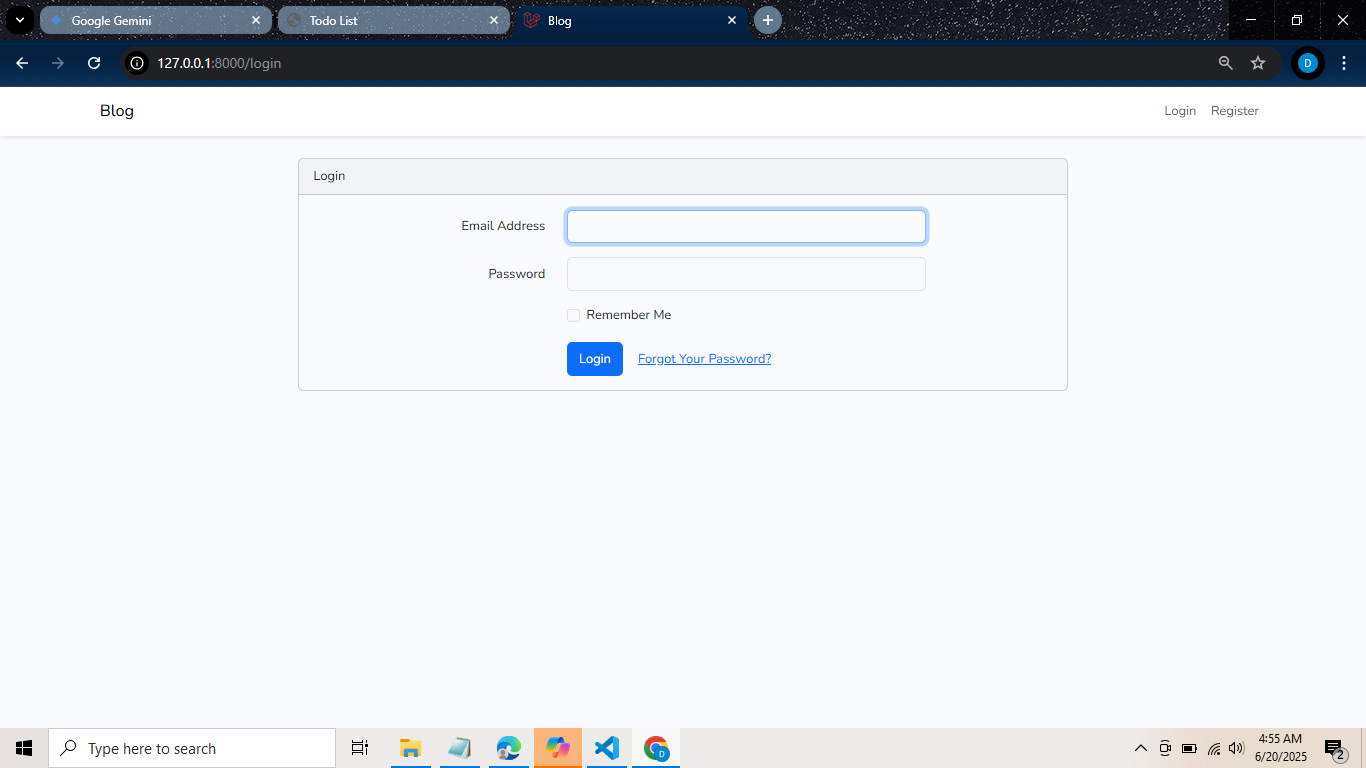 Google Gemini
Todo List
Blog
127.0.0.1:8000/login
D
Blog
Login Register
Login
Email Address
Password
Remember Me
Login Forgot Your Password?
Type here to search
D
4:55 AM
6/20/2025
2